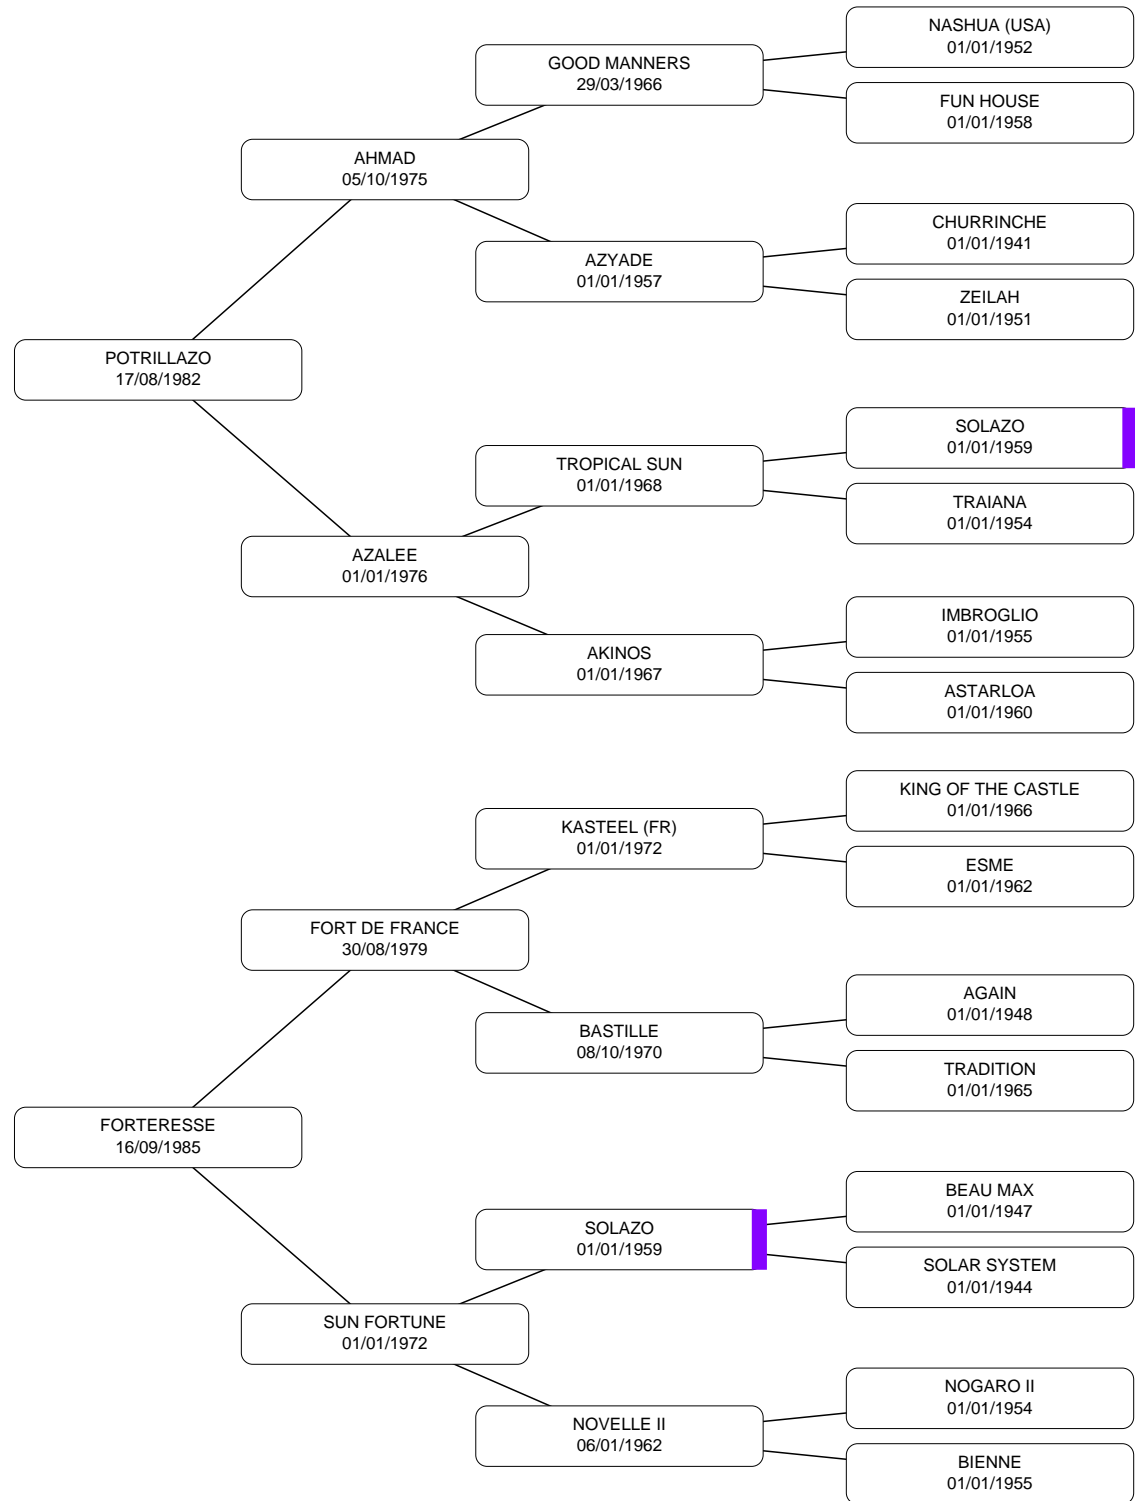 NASHUA (USA)
01/01/1952
GOOD MANNERS
29/03/1966
FUN HOUSE
01/01/1958
AHMAD
05/10/1975
CHURRINCHE
01/01/1941
AZYADE
01/01/1957
ZEILAH
01/01/1951
POTRILLAZO
17/08/1982
SOLAZO
01/01/1959
TROPICAL SUN
01/01/1968
TRAIANA
01/01/1954
AZALEE
01/01/1976
IMBROGLIO
01/01/1955
AKINOS
01/01/1967
ASTARLOA
01/01/1960
KING OF THE CASTLE
01/01/1966
KASTEEL (FR)
01/01/1972
ESME
01/01/1962
FORT DE FRANCE
30/08/1979
AGAIN
01/01/1948
BASTILLE
08/10/1970
TRADITION
01/01/1965
FORTERESSE
16/09/1985
BEAU MAX
01/01/1947
SOLAZO
01/01/1959
SOLAR SYSTEM
01/01/1944
SUN FORTUNE
01/01/1972
NOGARO II
01/01/1954
NOVELLE II
06/01/1962
BIENNE
01/01/1955